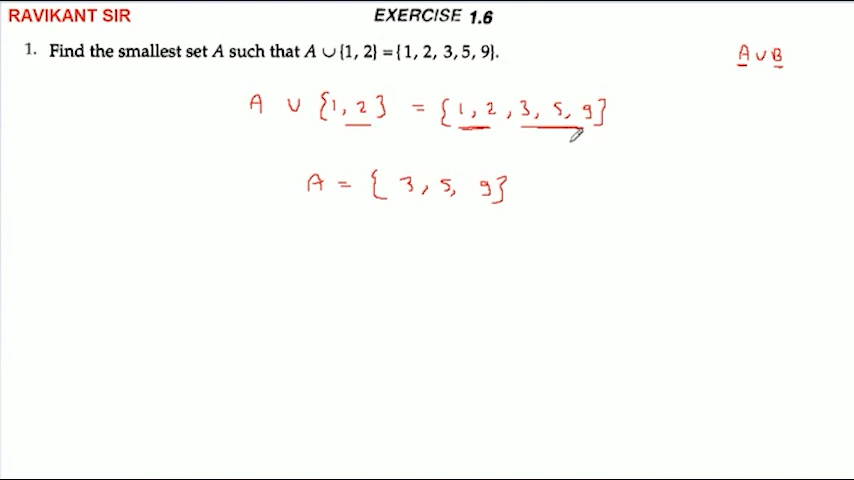 RAVIKANT SIR
EXERCISE 1.6
1. Find the smallest set A such that A ∪ {1, 2} = {1, 2, 3, 5, 9}.
A ∪ B
A ∪ {1, 2} = {1, 2, 3, 5, 9}
A = {3, 5, 9}